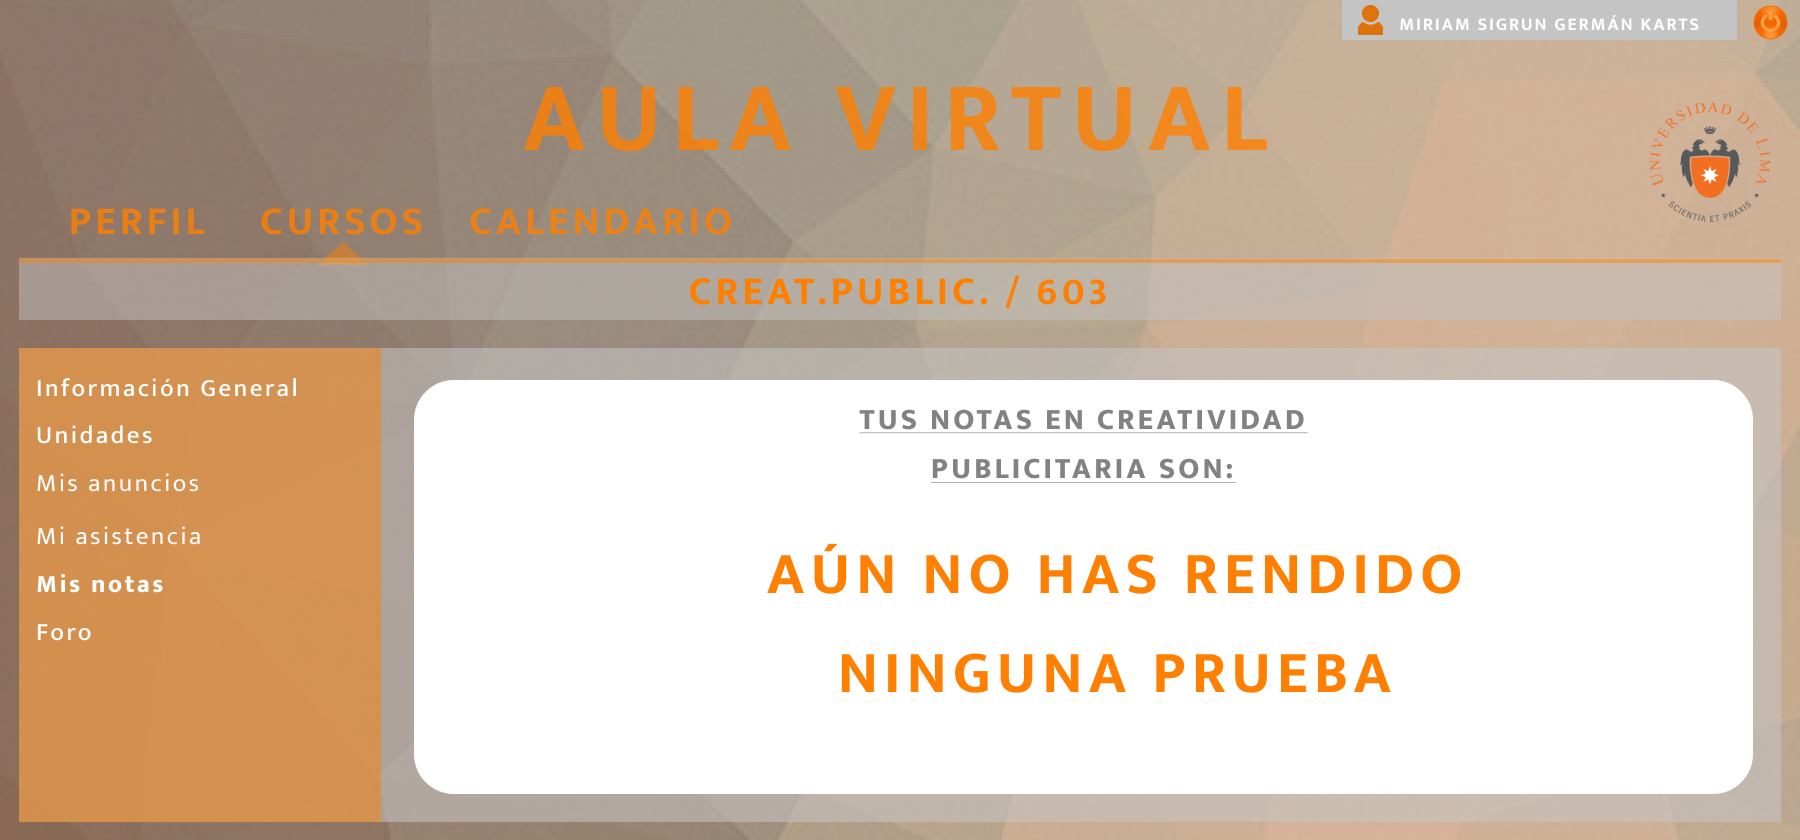 MIRIAM SIGRUN GERMÁN KARTS
AULA VIRTUAL
UNIVERSIDAD DE LIMA
SCIENTIA ET PRAXIS
PERFIL CURSOS CALENDARIO
CREAT.PUBLIC. / 603
Información General
Unidades
Mis anuncios
Mi asistencia
Mis notas
Foro
TUS NOTAS EN CREATIVIDAD
PUBLICITARIA SON:
AÚN NO HAS RENDIDO
NINGUNA PRUEBA